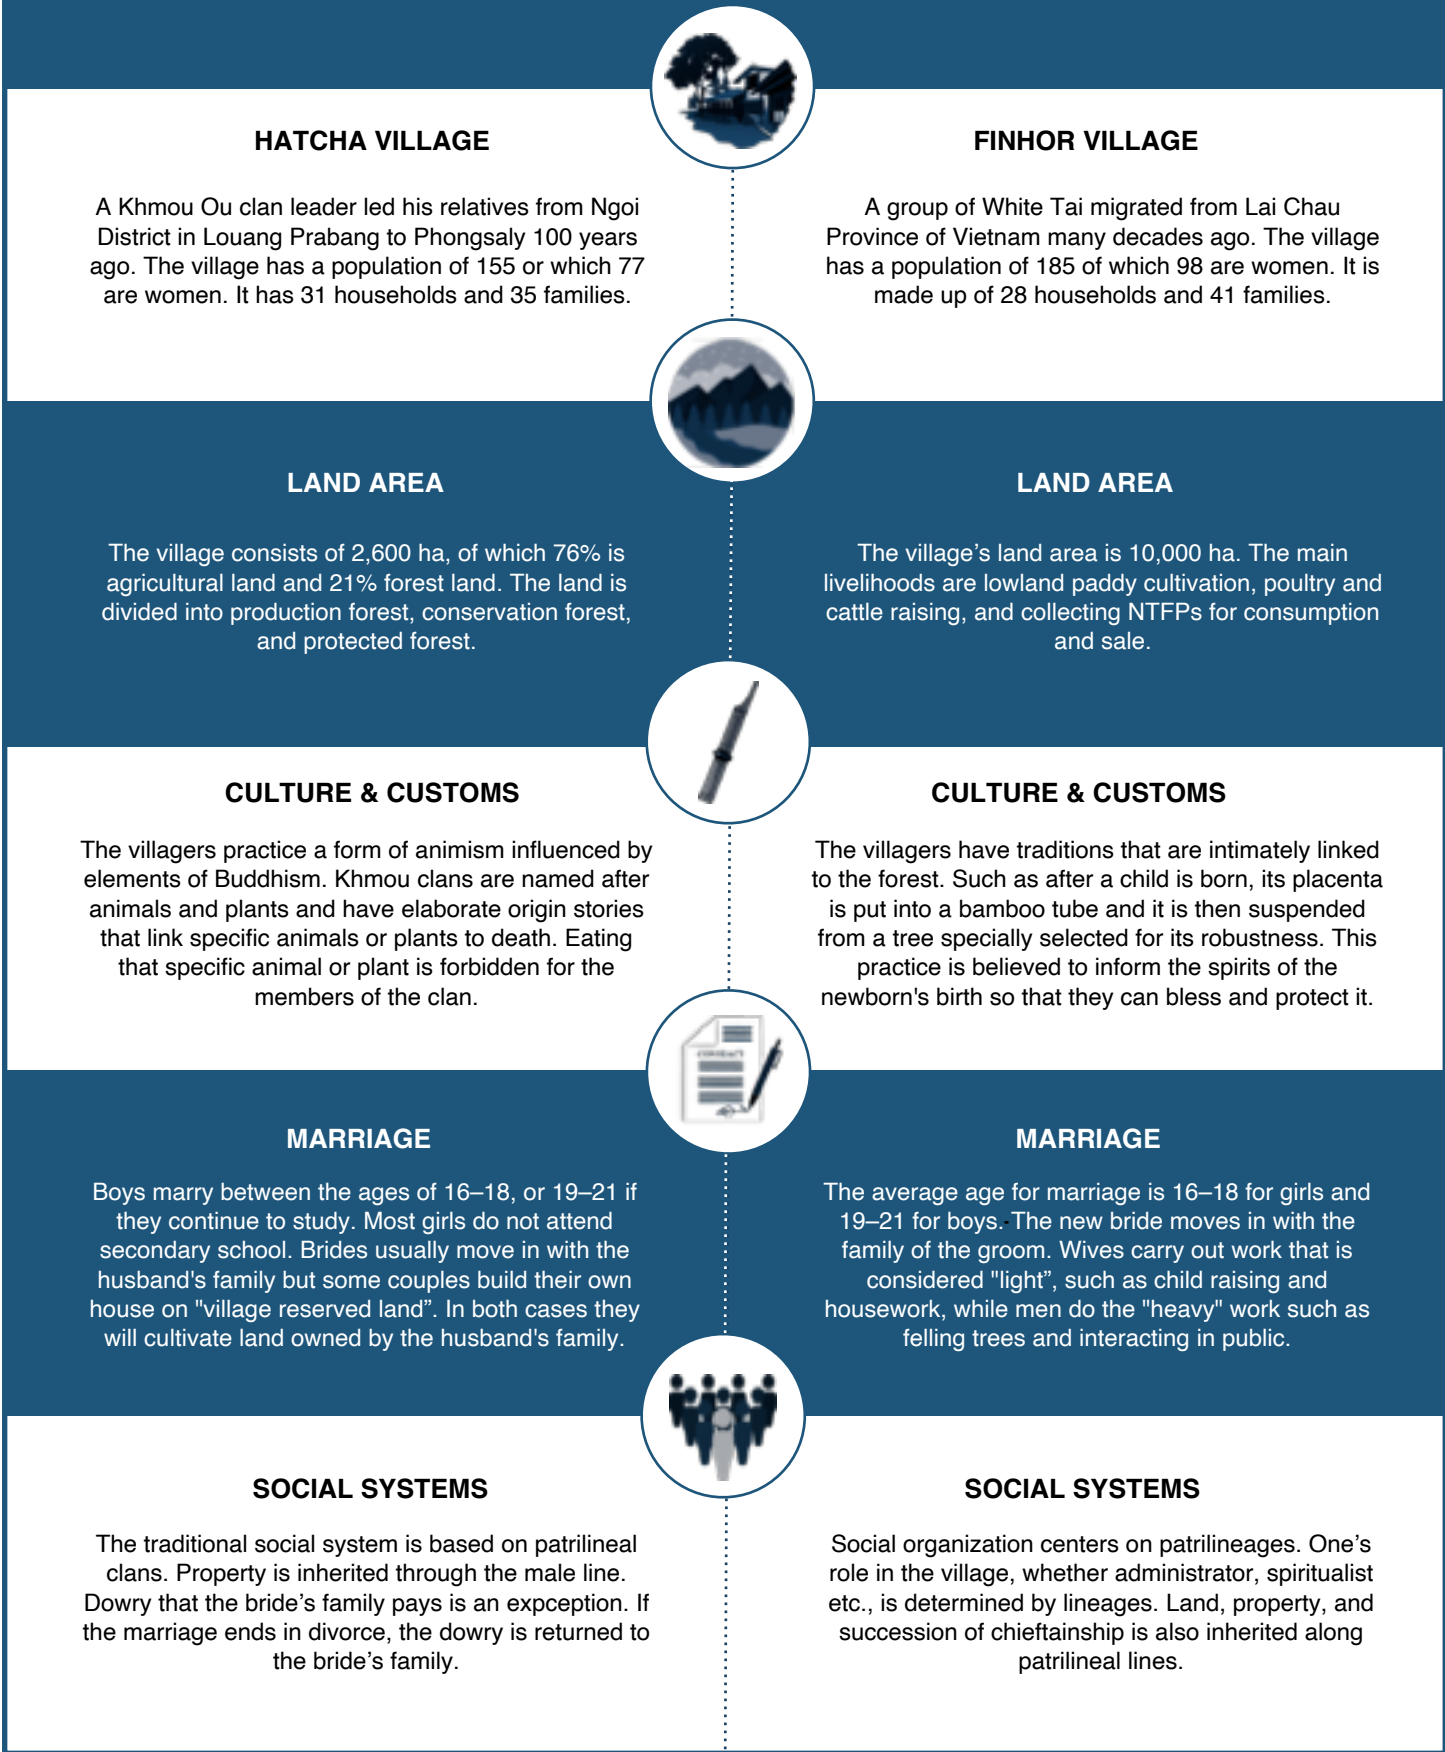 HATCHA VILLAGE
A Khmou Ou clan leader led his relatives from Ngoi
District in Louang Prabang to Phongsaly 100 years
ago. The village has a population of 155 or which 77
are women. It has 31 households and 35 families.
FINHOR VILLAGE
A group of White Tai migrated from Lai Chau
Province of Vietnam many decades ago. The village
has a population of 185 of which 98 are women. It is
made up of 28 households and 41 families.
LAND AREA
The village consists of 2,600 ha, of which 76% is
agricultural land and 21% forest land. The land is
divided into production forest, conservation forest,
and protected forest.
LAND AREA
The village’s land area is 10,000 ha. The main
livelihoods are lowland paddy cultivation, poultry and
cattle raising, and collecting NTFPs for consumption
and sale.
CULTURE & CUSTOMS
The villagers practice a form of animism influenced by
elements of Buddhism. Khmou clans are named after
animals and plants and have elaborate origin stories
that link specific animals or plants to death. Eating
that specific animal or plant is forbidden for the
members of the clan.
CULTURE & CUSTOMS
The villagers have traditions that are intimately linked
to the forest. Such as after a child is born, its placenta
is put into a bamboo tube and it is then suspended
from a tree specially selected for its robustness. This
practice is believed to inform the spirits of the
newborn's birth so that they can bless and protect it.
CONTRACT
MARRIAGE
Boys marry between the ages of 16–18, or 19–21 if
they continue to study. Most girls do not attend
secondary school. Brides usually move in with the
husband's family but some couples build their own
house on "village reserved land”. In both cases they
will cultivate land owned by the husband's family.
MARRIAGE
The average age for marriage is 16–18 for girls and
19–21 for boys. The new bride moves in with the
family of the groom. Wives carry out work that is
considered "light”, such as child raising and
housework, while men do the "heavy" work such as
felling trees and interacting in public.
SOCIAL SYSTEMS
The traditional social system is based on patrilineal
clans. Property is inherited through the male line.
Dowry that the bride’s family pays is an expception. If
the marriage ends in divorce, the dowry is returned to
the bride’s family.
SOCIAL SYSTEMS
Social organization centers on patrilineages. One’s
role in the village, whether administrator, spiritualist
etc., is determined by lineages. Land, property, and
succession of chieftainship is also inherited along
patrilineal lines.